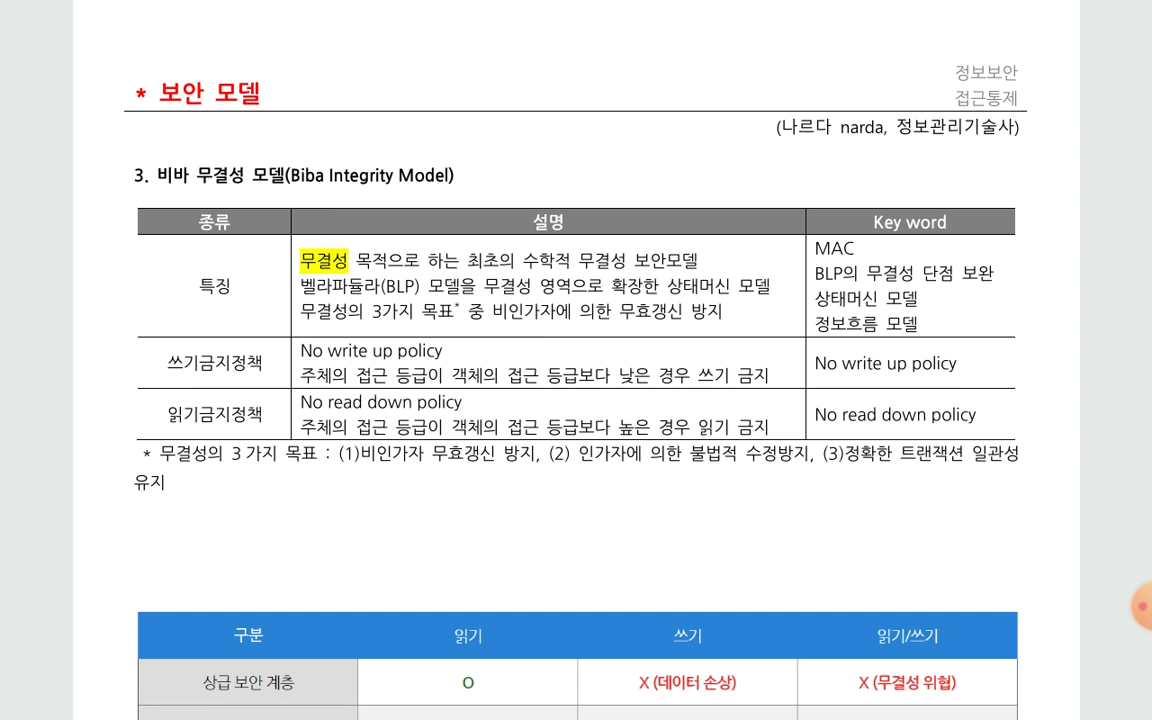 * 보안 모델
정보보안
접근통제
(나르다 narda, 정보관리기술사)
3. 비바 무결성 모델(Biba Integrity Model)
종류 설명 Key word
특징
무결성 목적으로 하는 최초의 수학적 무결성 보안모델
벨라파듈라(BLP) 모델을 무결성 영역으로 확장한 상태머신 모델
무결성의 3가지 목표* 중 비인가자에 의한 무효갱신 방지
MAC
BLP의 무결성 단점 보완
상태머신 모델
정보흐름 모델
쓰기금지정책
No write up policy
주체의 접근 등급이 객체의 접근 등급보다 낮은 경우 쓰기 금지
No write up policy
읽기금지정책
No read down policy
주체의 접근 등급이 객체의 접근 등급보다 높은 경우 읽기 금지
No read down policy
* 무결성의 3가지 목표 : (1)비인가자 무효갱신 방지, (2) 인가자에 의한 불법적 수정방지, (3)정확한 트랜잭션 일관성
유지
구분 읽기 쓰기 읽기/쓰기
상급 보안 계층 O X (데이터 손상) X (무결성 위협)